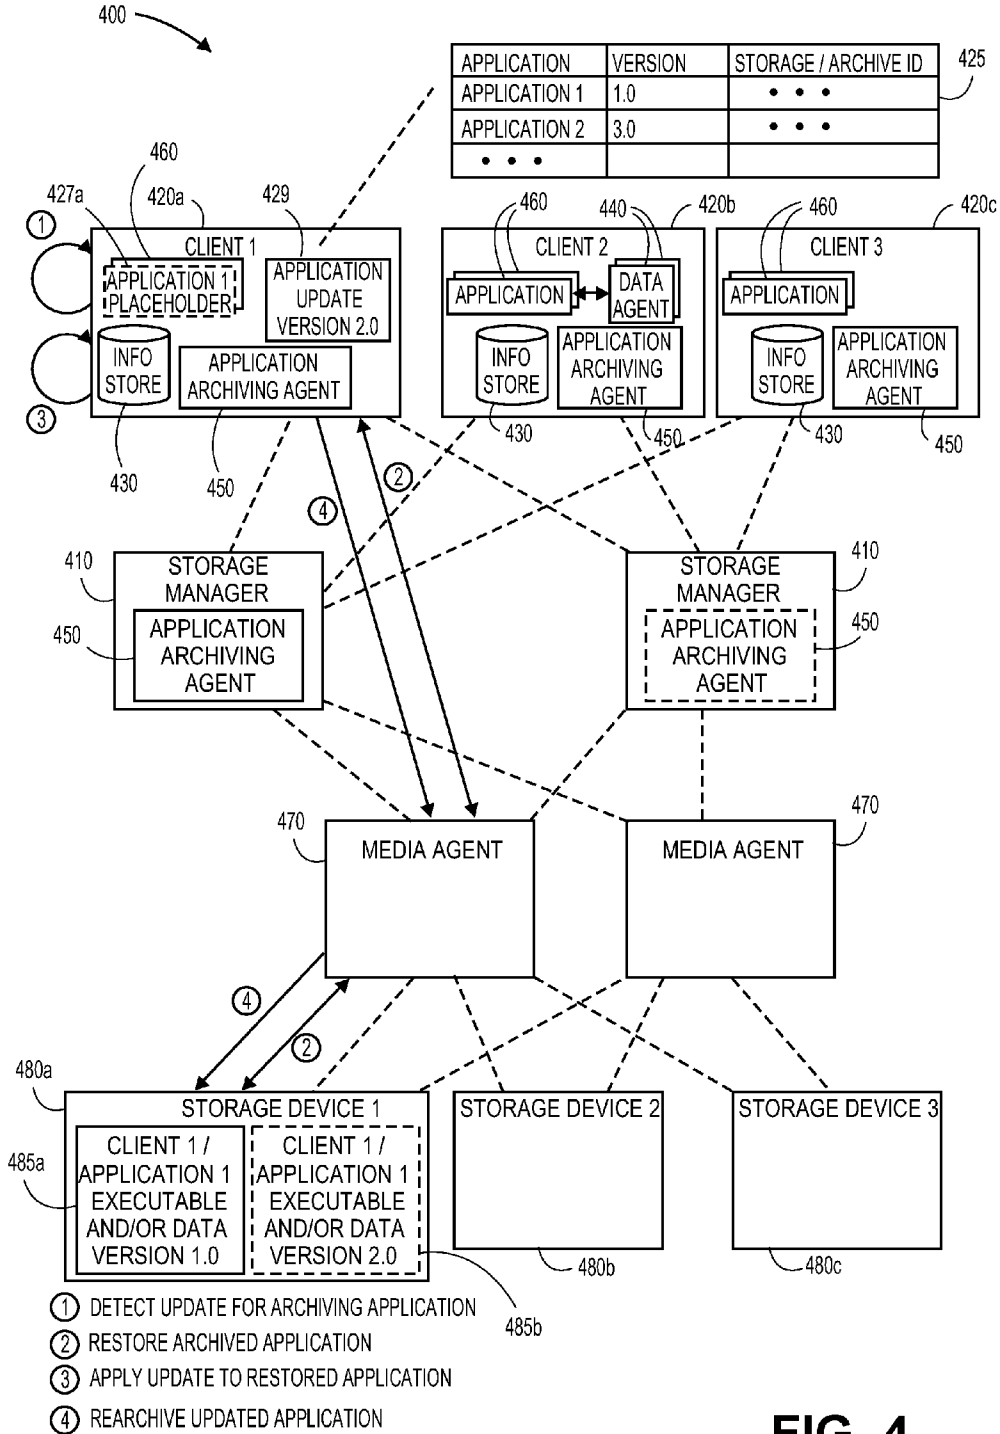 400
APPLICATION VERSION STORAGE / ARCHIVE ID
425
APPLICATION 1 1.0 • • •
APPLICATION 2 3.0 • • •
• • •
460
427a 420a 429
460 440 420b 460 420c
1
CLIENT 1
APPLICATION 1
PLACEHOLDER
APPLICATION
UPDATE
VERSION 2.0
INFO
STORE
APPLICATION
ARCHIVING AGENT
3
430 450
CLIENT 2
APPLICATION
DATA
AGENT
INFO
STORE
APPLICATION
ARCHIVING
AGENT
430 450
CLIENT 3
APPLICATION
INFO
STORE
APPLICATION
ARCHIVING
AGENT
430 450
2
4
410
STORAGE
MANAGER
450
APPLICATION
ARCHIVING
AGENT
410
STORAGE
MANAGER
450
APPLICATION
ARCHIVING
AGENT
470
MEDIA AGENT
470
MEDIA AGENT
4
2
480a
STORAGE DEVICE 1
485a
CLIENT 1 /
APPLICATION 1
EXECUTABLE
AND/OR DATA
VERSION 1.0
CLIENT 1 /
APPLICATION 1
EXECUTABLE
AND/OR DATA
VERSION 2.0
485b
STORAGE DEVICE 2
480b
STORAGE DEVICE 3
480c
1 DETECT UPDATE FOR ARCHIVING APPLICATION
2 RESTORE ARCHIVED APPLICATION
3 APPLY UPDATE TO RESTORED APPLICATION
4 REARCHIVE UPDATED APPLICATION
FIG. 4